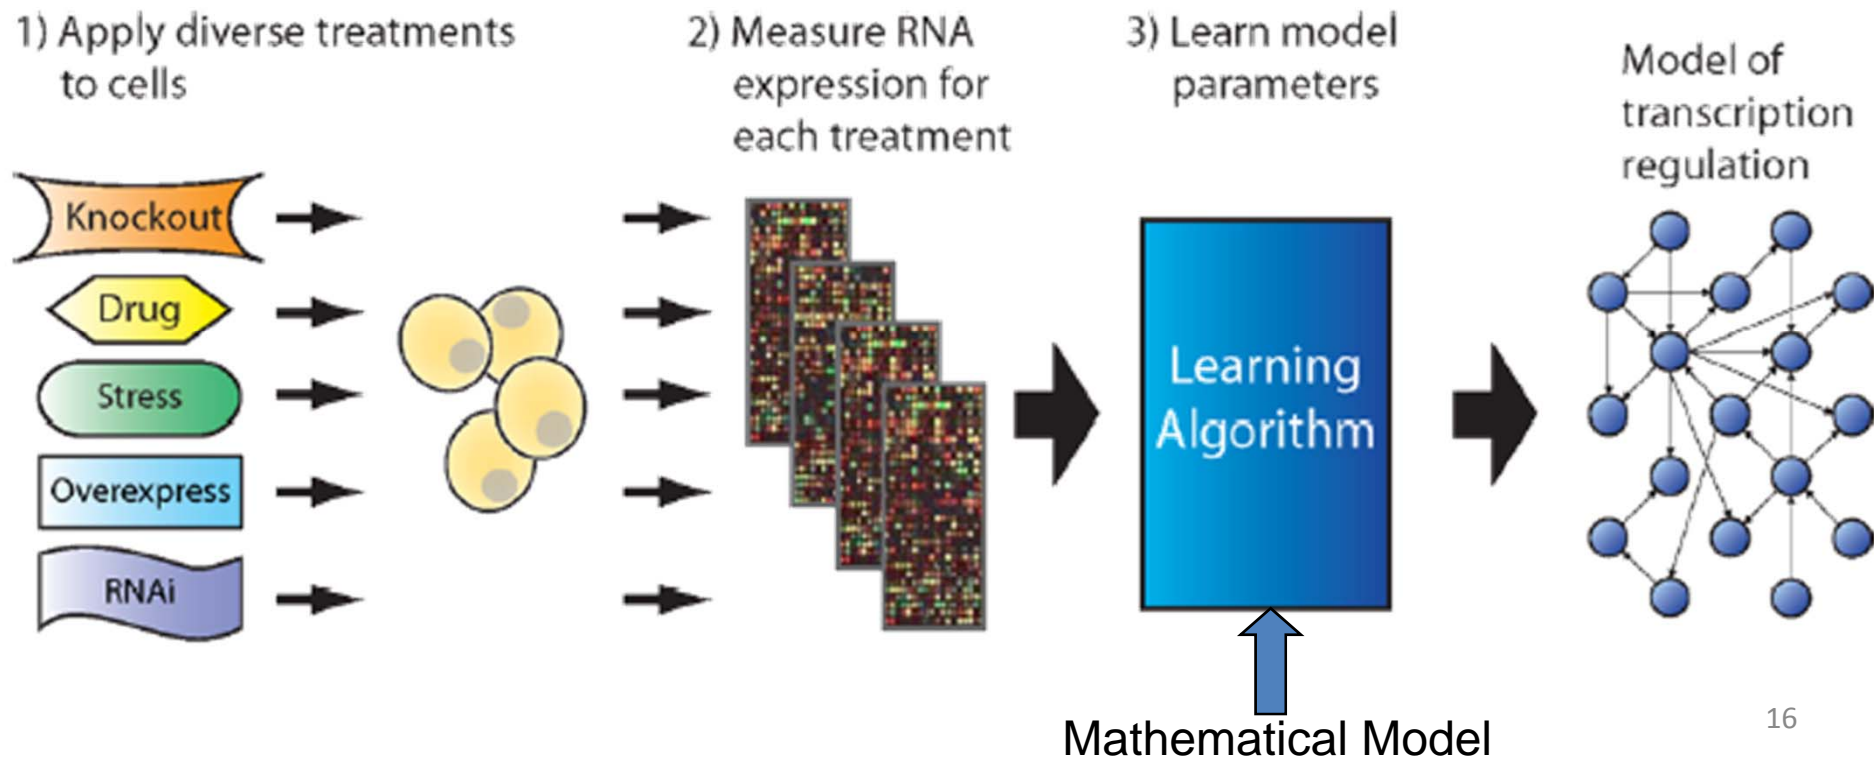 1) Apply diverse treatments
to cells
2) Measure RNA
expression for
each treatment
3) Learn model
parameters
Model of
transcription
regulation
Knockout
Drug
Stress
Overexpress
RNAi
Learning
Algorithm
Mathematical Model
16